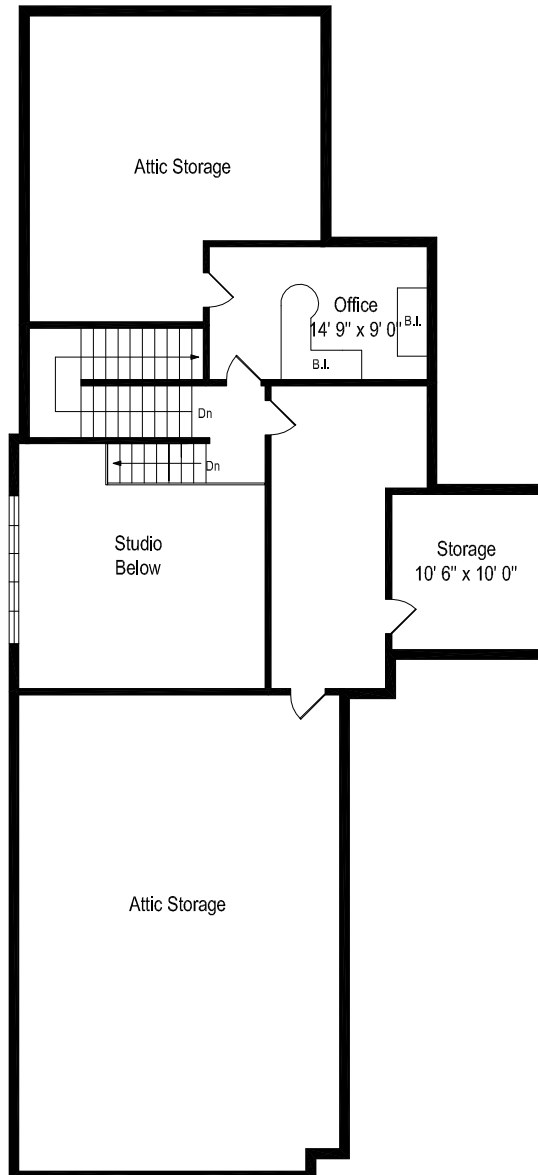 Attic Storage
Office
14' 9" x 9' 0"
B.I.
B.I.
Dn
Dn
Studio
Below
Storage
10' 6" x 10' 0"
Attic Storage